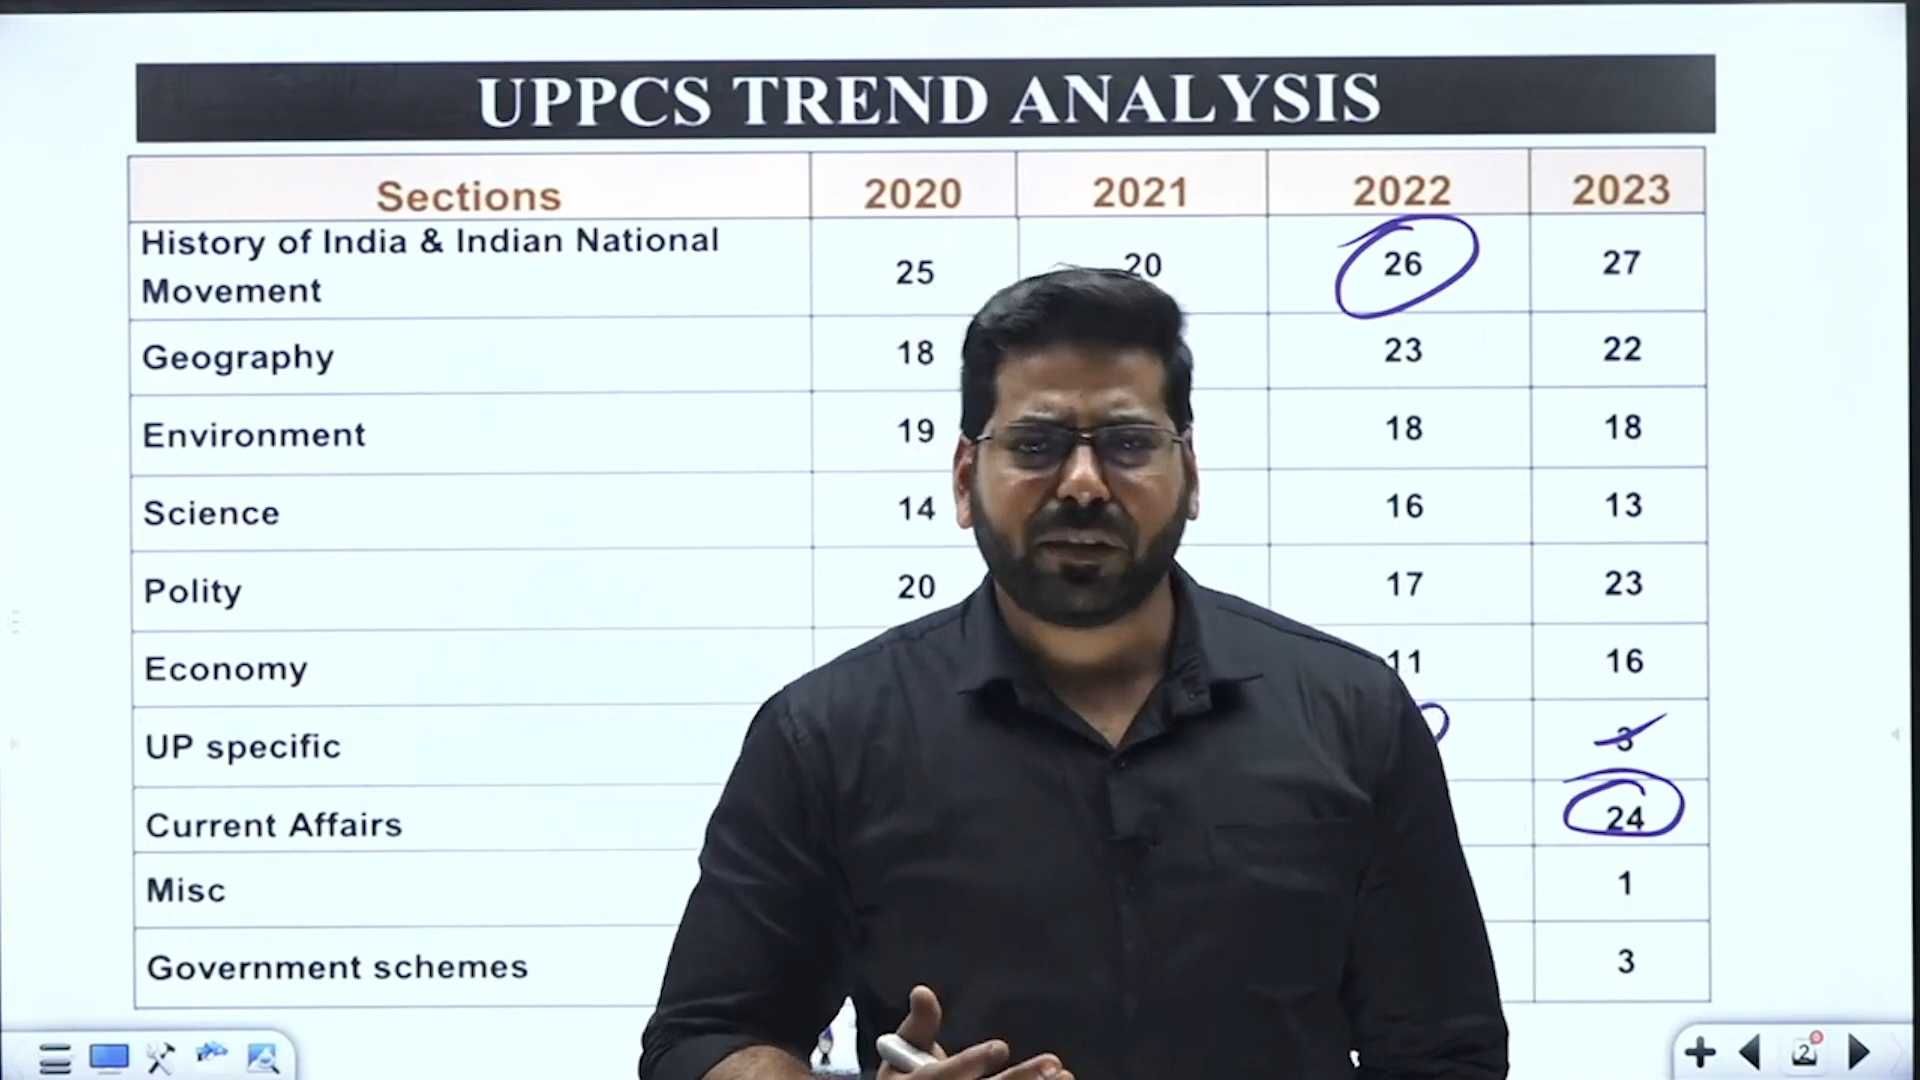 UPPCS TREND ANALYSIS
Sections 2020 2021 2022 2023
History of India & Indian National
Movement 25 20 26 27
Geography 18 23 22
Environment 19 18 18
Science 14 16 13
Polity 20 17 23
Economy 11 16
UP specific 3
Current Affairs 24
Misc 1
Government schemes 3
2